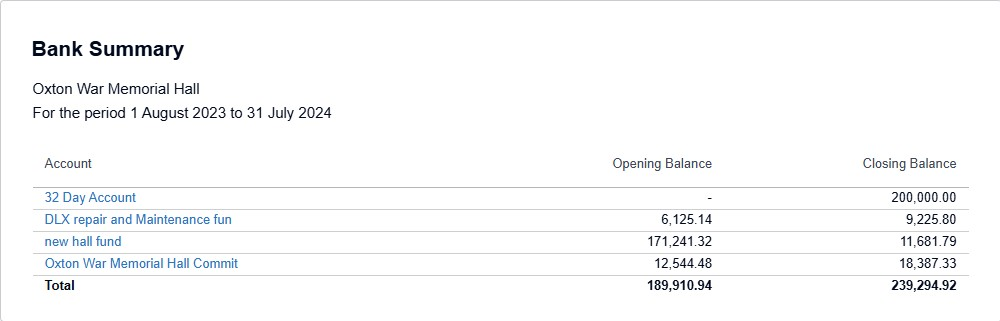 Bank Summary
Oxton War Memorial Hall
For the period 1 August 2023 to 31 July 2024
Account Opening Balance Closing Balance
32 Day Account - 200,000.00
DLX repair and Maintenance fun 6,125.14 9,225.80
new hall fund 171,241.32 11,681.79
Oxton War Memorial Hall Commit 12,544.48 18,387.33
Total 189,910.94 239,294.92